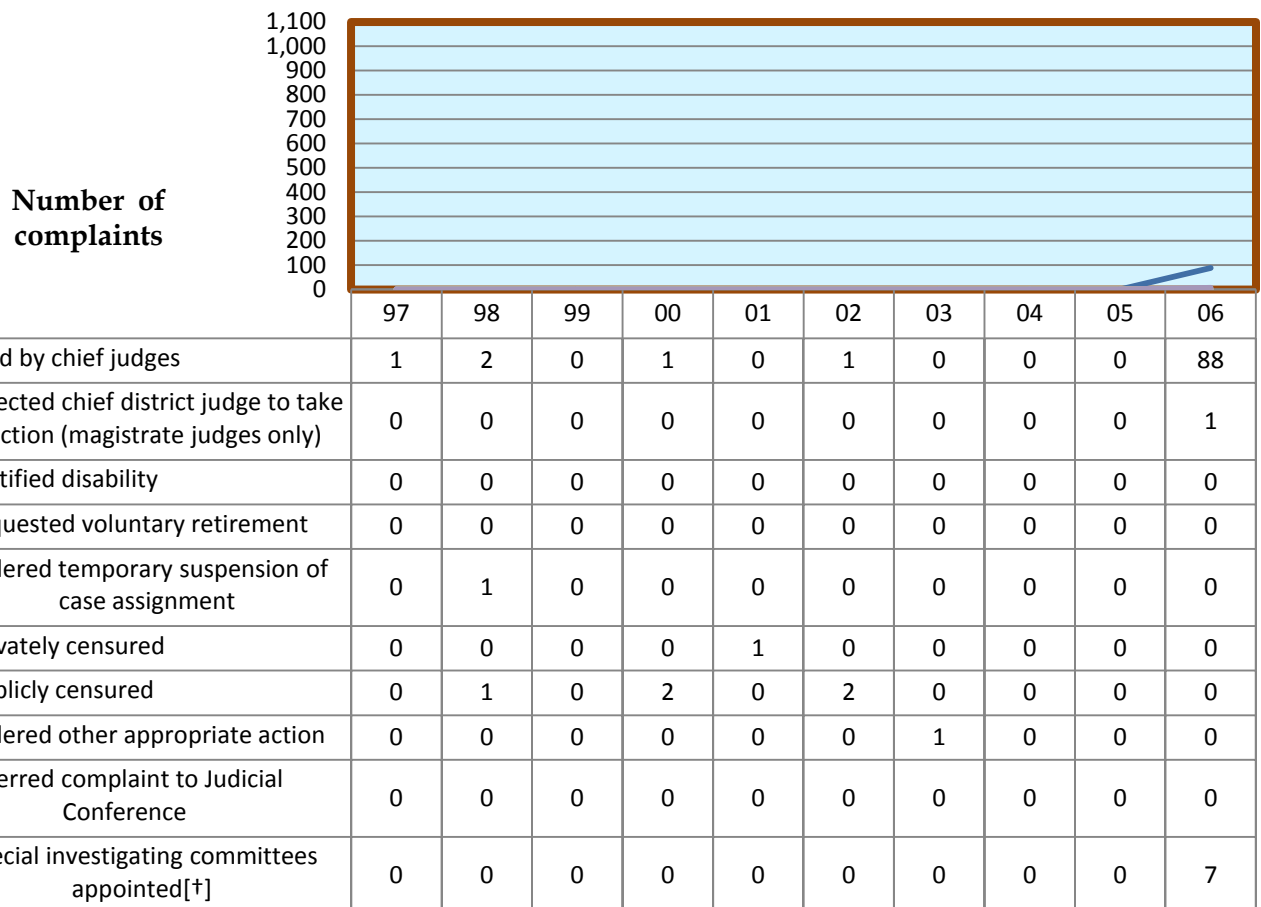 1,100
1,000
900
800
700
600
500
400
Number of
300
complaints
200
100
0
97 98 99 00 01 02 03 04 05 06
d by chief judges 1 2 0 1 0 1 0 0 0 88
ected chief district judge to take
ction (magistrate judges only) 0 0 0 0 0 0 0 0 0 1
tified disability 0 0 0 0 0 0 0 0 0 0
quested voluntary retirement 0 0 0 0 0 0 0 0 0 0
dered temporary suspension of
case assignment 0 1 0 0 0 0 0 0 0 0
vately censured 0 0 0 0 1 0 0 0 0 0
blicly censured 0 1 0 2 0 2 0 0 0 0
dered other appropriate action 0 0 0 0 0 0 1 0 0 0
erred complaint to Judicial
Conference 0 0 0 0 0 0 0 0 0 0
ecial investigating committees
appointed[†] 0 0 0 0 0 0 0 0 0 7